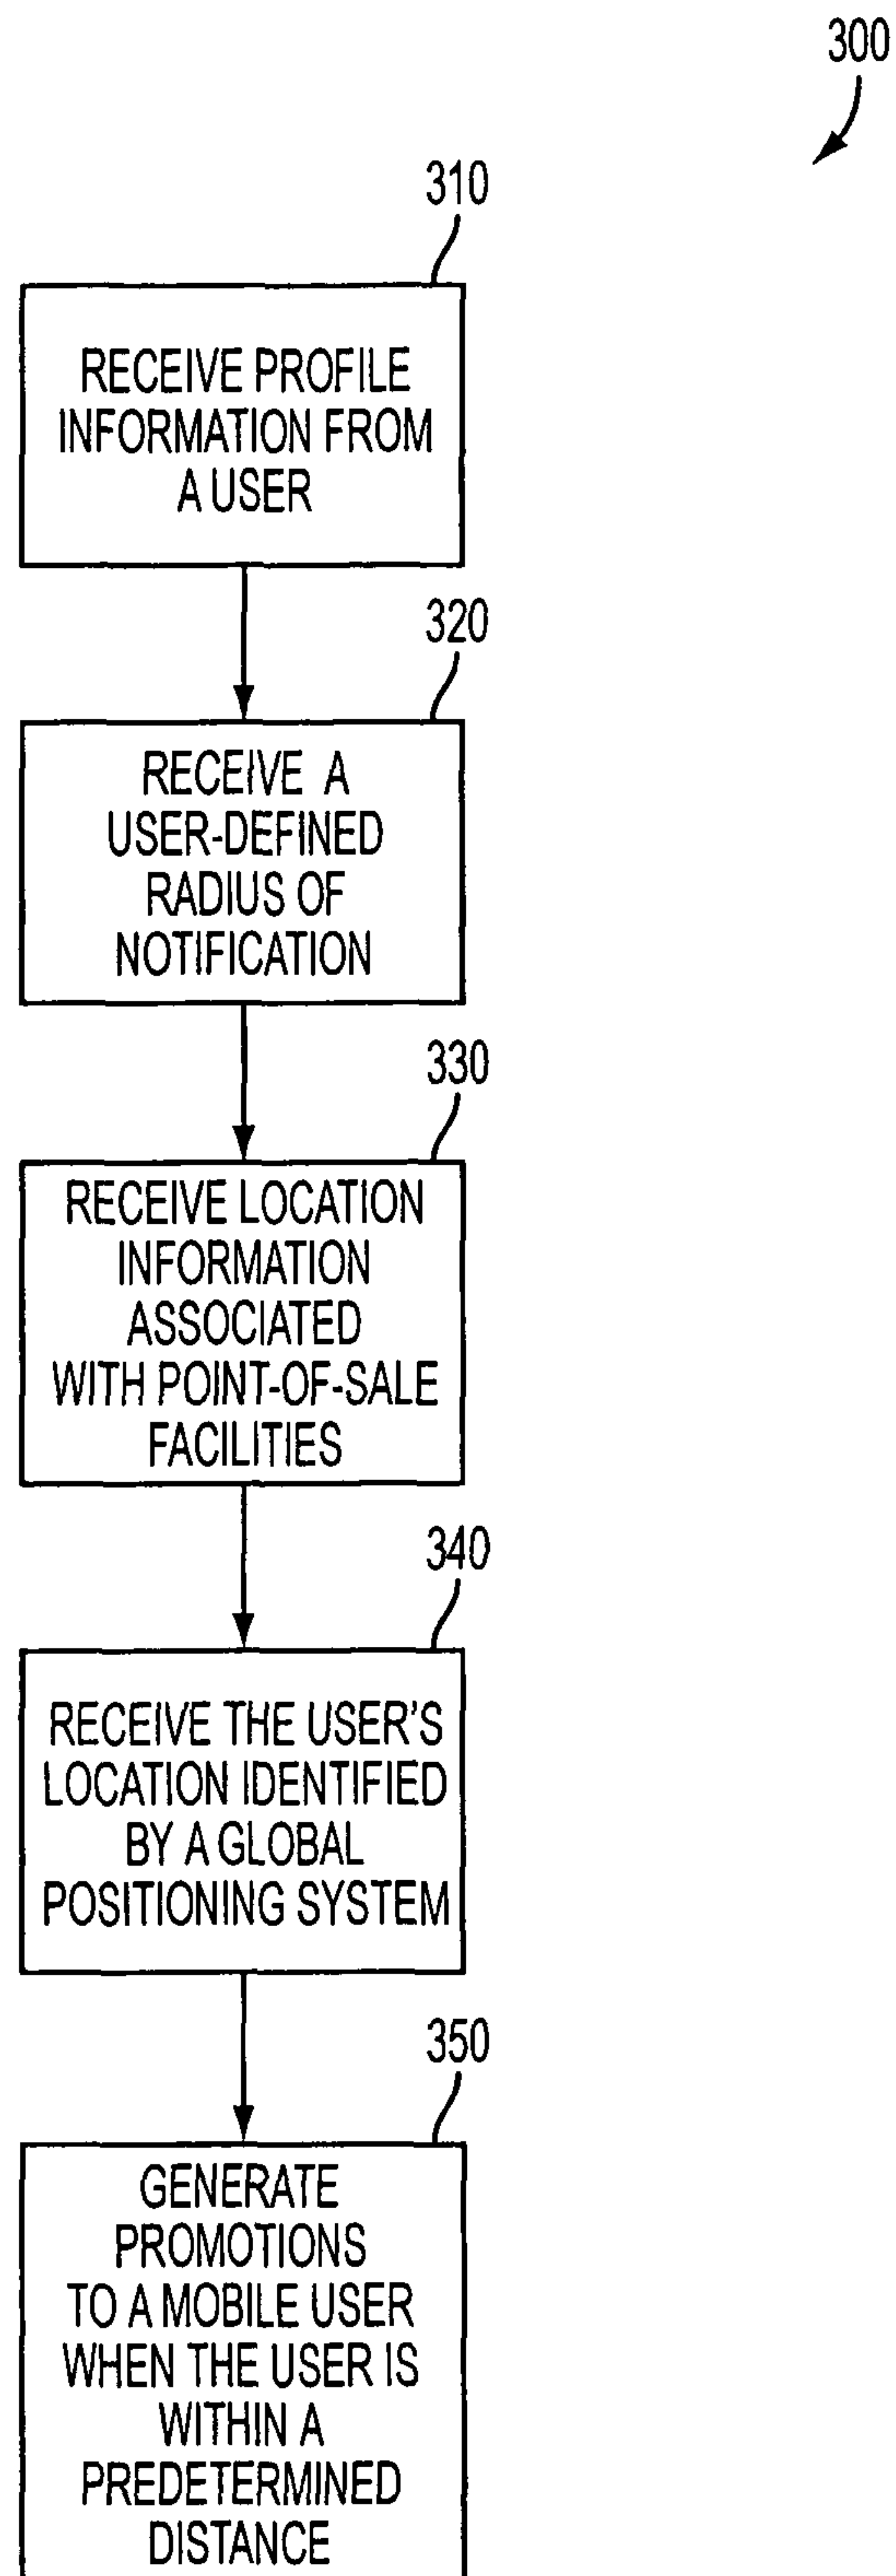 300
310
RECEIVE PROFILE
INFORMATION FROM
A USER
320
RECEIVE A
USER-DEFINED
RADIUS OF
NOTIFICATION
330
RECEIVE LOCATION
INFORMATION
ASSOCIATED
WITH POINT-OF-SALE
FACILITIES
340
RECEIVE THE USER'S
LOCATION IDENTIFIED
BY A GLOBAL
POSITIONING SYSTEM
350
GENERATE
PROMOTIONS
TO A MOBILE USER
WHEN THE USER IS
WITHIN A
PREDETERMINED
DISTANCE